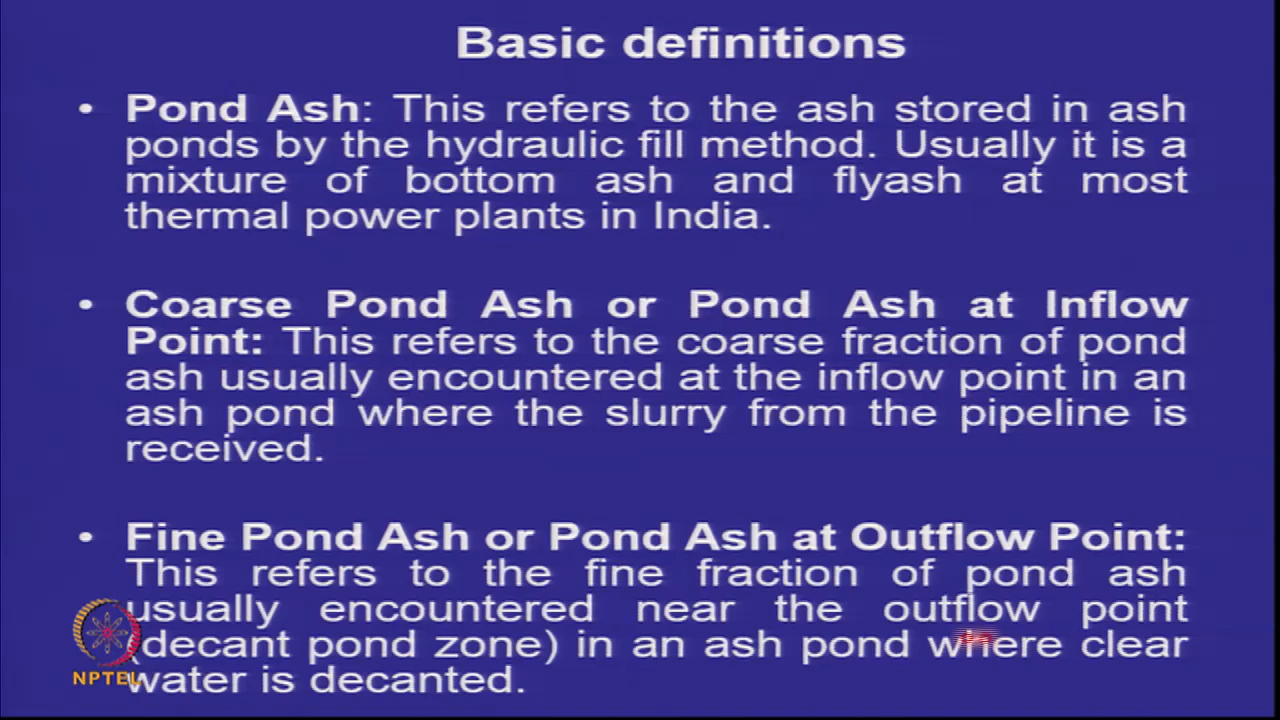 Basic definitions
• Pond Ash: This refers to the ash stored in ash
ponds by the hydraulic fill method. Usually it is a
mixture of bottom ash and flyash at most
thermal power plants in India.
• Coarse Pond Ash or Pond Ash at Inflow
Point: This refers to the coarse fraction of pond
ash usually encountered at the inflow point in an
ash pond where the slurry from the pipeline is
received.
• Fine Pond Ash or Pond Ash at Outflow Point:
This refers to the fine fraction of pond ash
usually encountered near the outflow point
(decant pond zone) in an ash pond where clear
water is decanted.
NPTEL